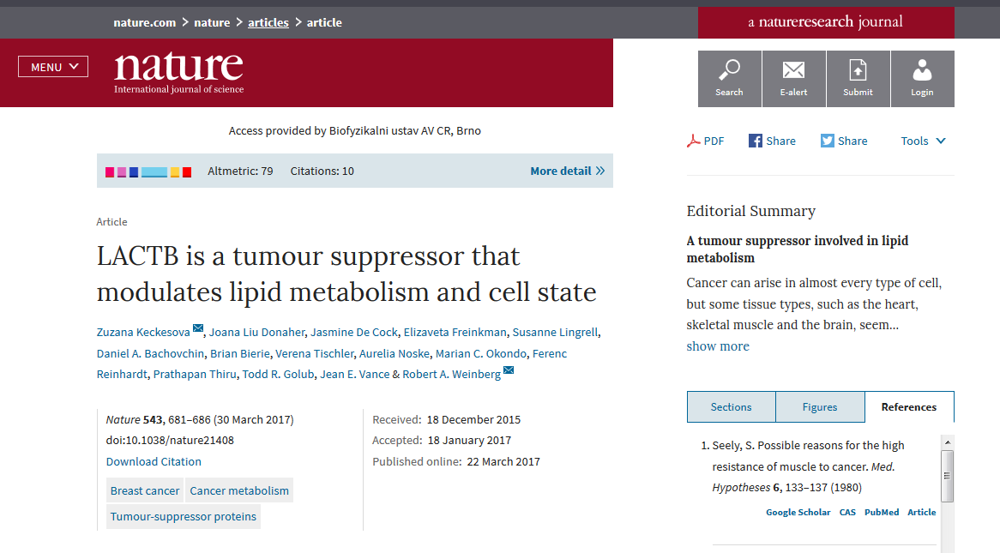 nature.com > nature > articles > article
a natureresearch journal
MENU
nature
International journal of science
Search
E-alert
Submit
Login
Access provided by Biofyzikalni ustav AV CR, Brno
PDF
Share
Share
Tools
Altmetric: 79 Citations: 10 More detail »
Article
LACTB is a tumour suppressor that
modulates lipid metabolism and cell state
Zuzana Keckesova, Joana Liu Donaher, Jasmine De Cock, Elizaveta Freinkman, Susanne Lingrell,
Daniel A. Bachovchin, Brian Bierie, Verena Tischler, Aurelia Noske, Marian C. Okondo, Ferenc
Reinhardt, Prathapan Thiru, Todd R. Golub, Jean E. Vance & Robert A. Weinberg
Nature 543, 681–686 (30 March 2017)
doi:10.1038/nature21408
Download Citation
Breast cancer
Cancer metabolism
Tumour-suppressor proteins
Received: 18 December 2015
Accepted: 18 January 2017
Published online: 22 March 2017
Editorial Summary
A tumour suppressor involved in lipid
metabolism
Cancer can arise in almost every type of cell,
but some tissue types, such as the heart,
skeletal muscle and the brain, seem...
show more
Sections
Figures
References
1. Seely, S. Possible reasons for the high
resistance of muscle to cancer. Med.
Hypotheses 6, 133–137 (1980)
Google Scholar CAS PubMed Article